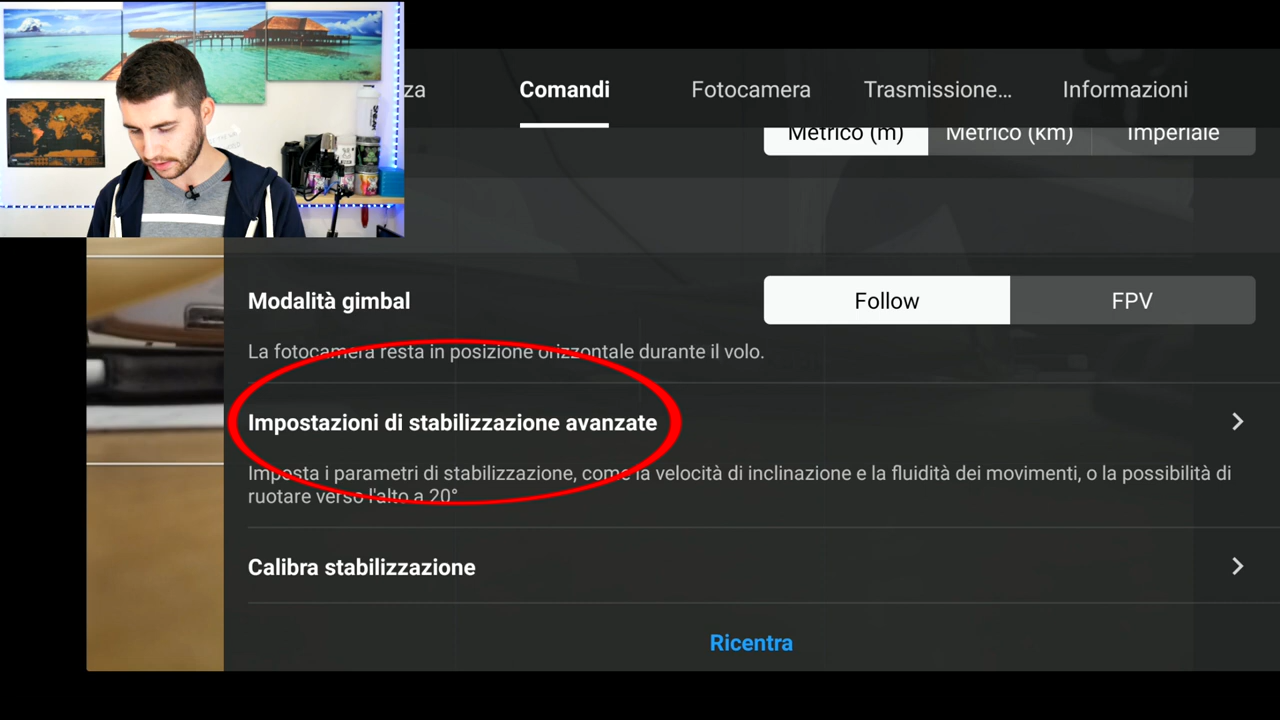 za
Comandi
Fotocamera
Trasmissione...
Informazioni
Metrico (m)
Metrico (km)
Imperiale
Modalità gimbal
Follow
FPV
La fotocamera resta in posizione orizzontale durante il volo.
Impostazioni di stabilizzazione avanzate
Imposta i parametri di stabilizzazione, come la velocità di inclinazione e la fluidità dei movimenti, o la possibilità di
ruotare verso l'alto a 20°
Calibra stabilizzazione
Ricentra